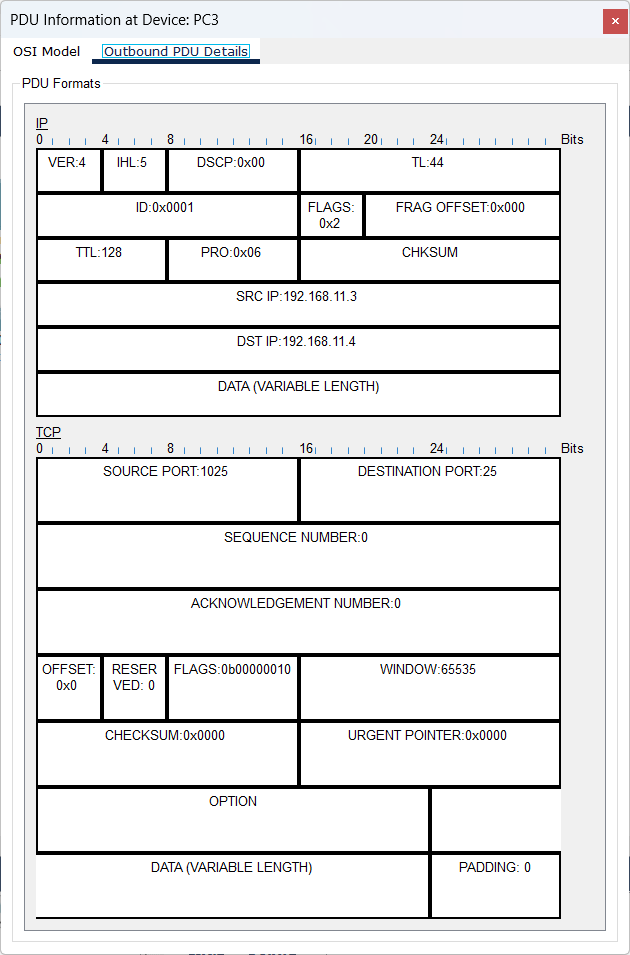 PDU Information at Device: PC3
OSI Model Outbound PDU Details
PDU Formats
IP
0 4 8 16 20 24 Bits
VER:4 IHL:5 DSCP:0x00 TL:44
ID:0x0001 FLAGS: FRAG OFFSET:0x000
0x2
TTL:128 PRO:0x06 CHKSUM
SRC IP:192.168.11.3
DST IP:192.168.11.4
DATA (VARIABLE LENGTH)
TCP
0 4 8 16 24 Bits
SOURCE PORT:1025 DESTINATION PORT:25
SEQUENCE NUMBER:0
ACKNOWLEDGEMENT NUMBER:0
OFFSET: RESER FLAGS:0b00000010 WINDOW:65535
0x0 VED: 0
CHECKSUM:0x0000 URGENT POINTER:0x0000
OPTION
DATA (VARIABLE LENGTH) PADDING: 0